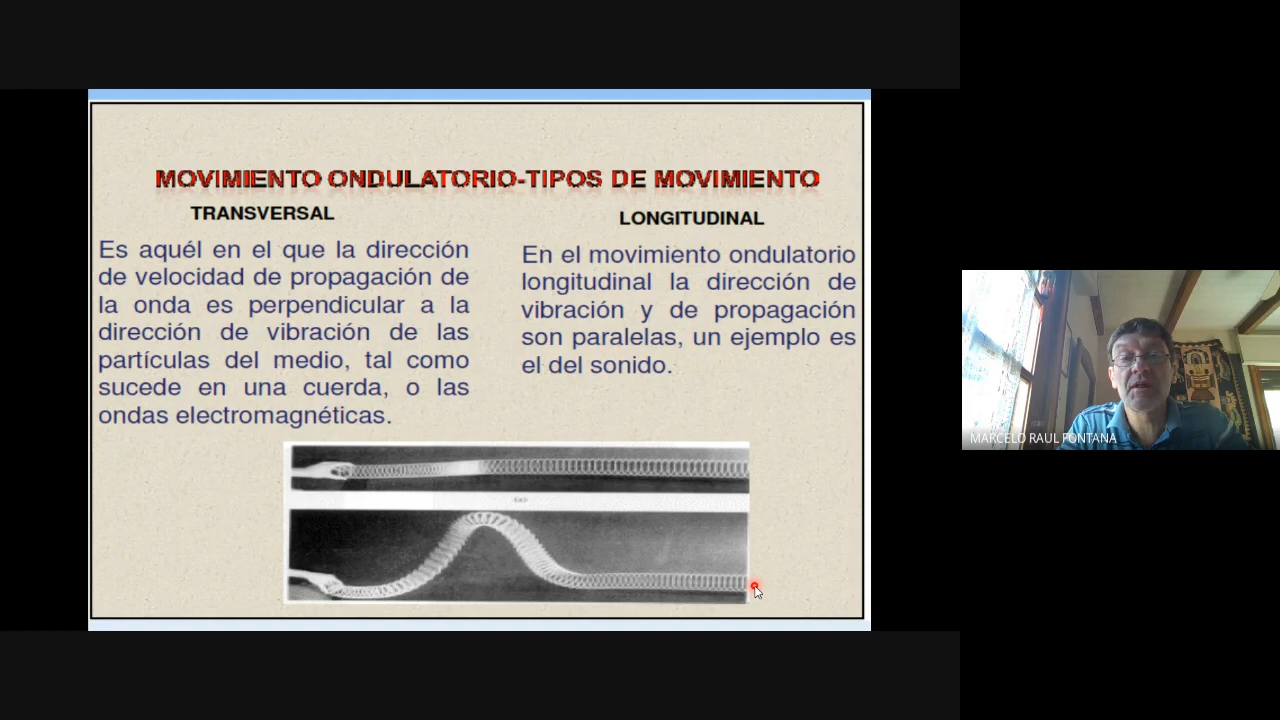 MOVIMIENTO ONDULATORIO-TIPOS DE MOVIMIENTO
TRANSVERSAL
Es aquél en el que la dirección
de velocidad de propagación de
la onda es perpendicular a la
dirección de vibración de las
partículas del medio, tal como
sucede en una cuerda, o las
ondas electromagnéticas.
LONGITUDINAL
En el movimiento ondulatorio
longitudinal la dirección de
vibración y de propagación
son paralelas, un ejemplo es
el del sonido.
MARCELO RAUL FONTANA